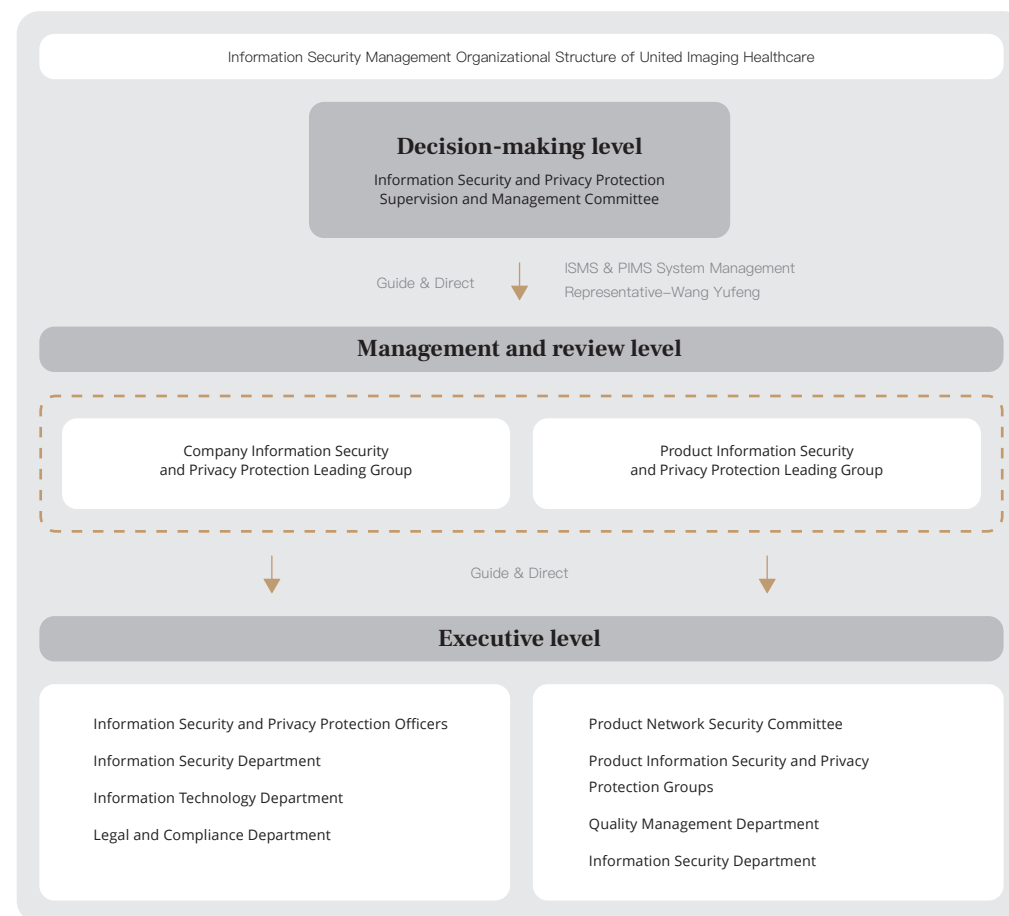 Information Security Management Organizational Structure of United Imaging Healthcare
Decision-making level
Information Security and Privacy Protection
Supervision and Management Committee
Guide & Direct
ISMS & PIMS System Management
Representative–Wang Yufeng
Management and review level
Company Information Security
and Privacy Protection Leading Group
Product Information Security
and Privacy Protection Leading Group
Guide & Direct
Executive level
Information Security and Privacy Protection Officers
Information Security Department
Information Technology Department
Legal and Compliance Department
Product Network Security Committee
Product Information Security and Privacy
Protection Groups
Quality Management Department
Information Security Department